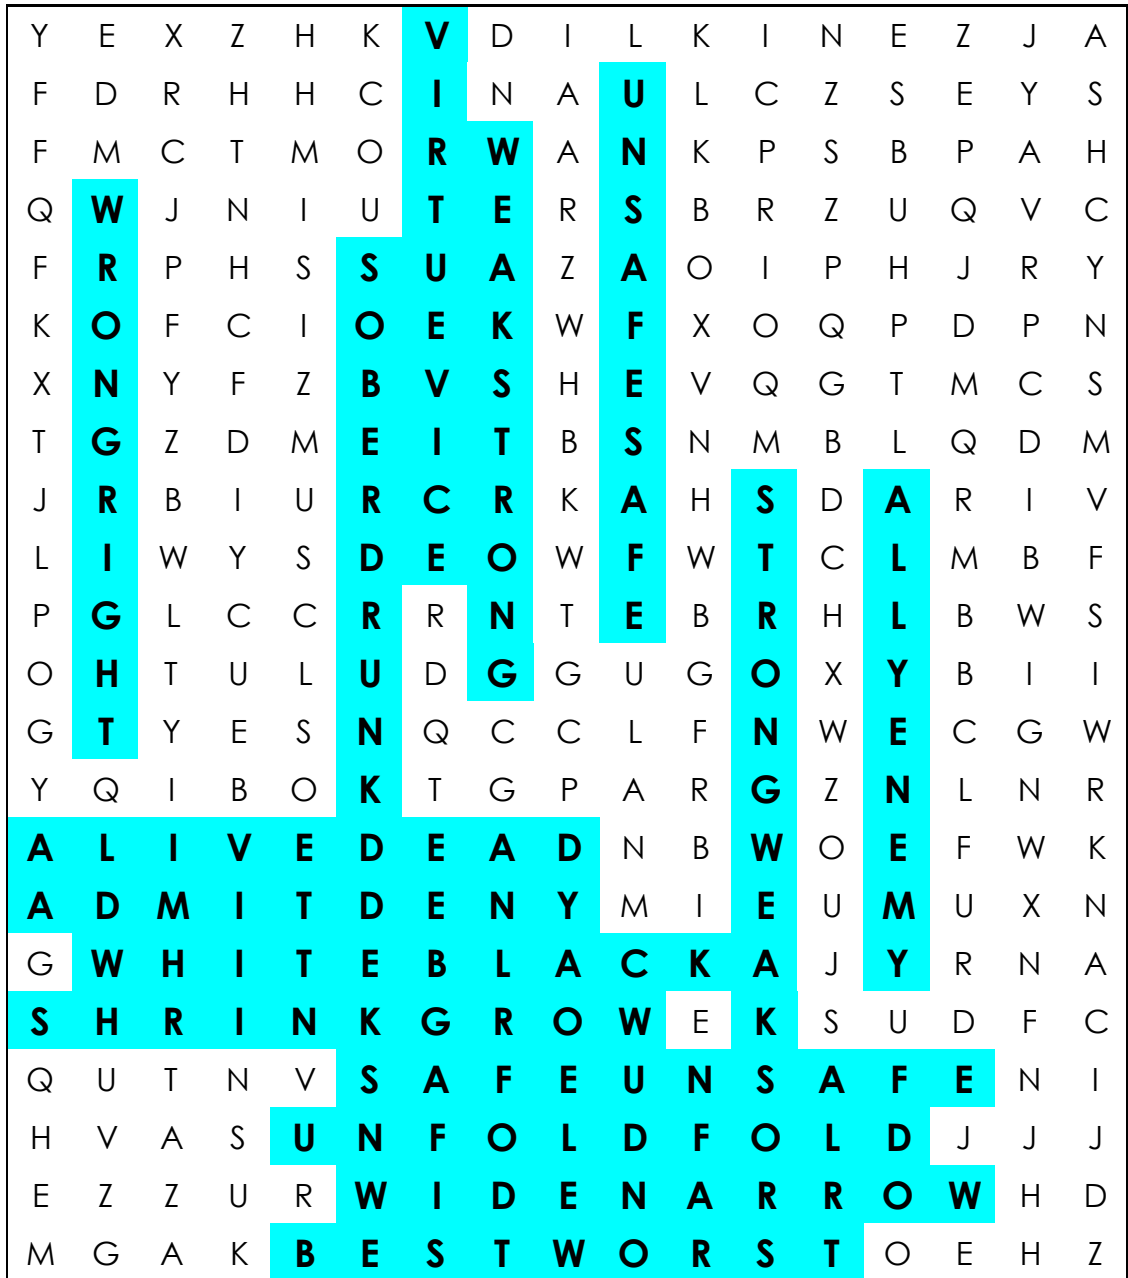 Y E X Z H K V D I L K I N E Z J A
F D R H H C I N A U L C Z S E Y S
F M C T M O R W A N K P S B P A H
Q W J N I U T E R S B R Z U Q V C
F R P H S S U A Z A O I P H J R Y
K O F C I O E K W F X O Q P D P N
X N Y F Z B V S H E V Q G T M C S
T G Z D M E I T B S N M B L Q D M
J R B I U R C R K A H S D A R I V
L I W Y S D E O W F W T C L M B F
P G L C C R R N T E B R H L B W S
O H T U L U D G G U G O X Y B I I
G T Y E S N Q C C L F N W E C G W
Y Q I B O K T G P A R G Z N L N R
A L I V E D E A D N B W O E F W K
A D M I T D E N Y M I E U M U X N
G W H I T E B L A C K A J Y R N A
S H R I N K G R O W E K S U D F C
Q U T N V S A F E U N S A F E N I
H V A S U N F O L D F O L D J J J
E Z Z U R W I D E N A R R O W H D
M G A K B E S T W O R S T O E H Z